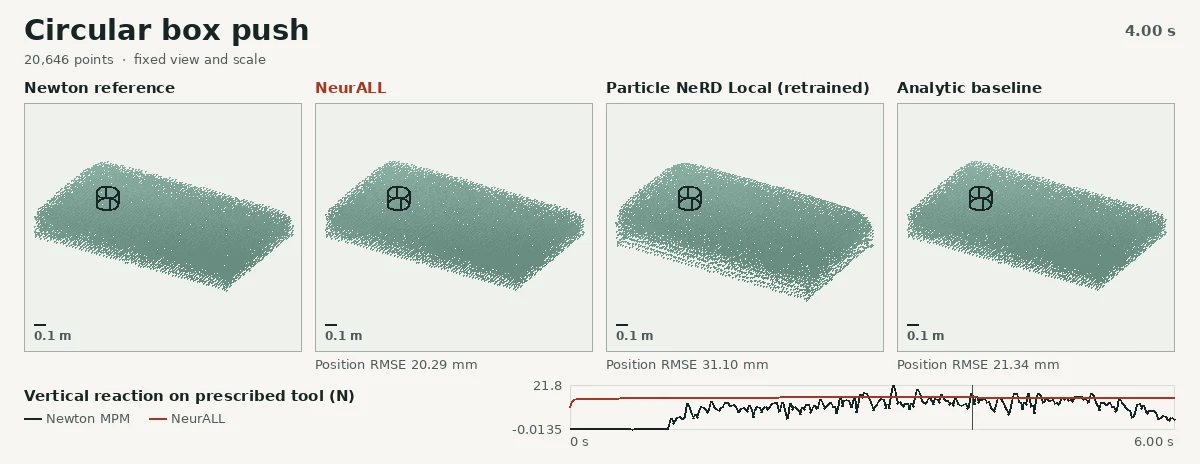 Circular box push
4.00 s
20,646 points · fixed view and scale
Newton reference
NeurALL
Particle NeRD Local (retrained)
Analytic baseline
0.1 m
0.1 m
0.1 m
0.1 m
Position RMSE 20.29 mm
Position RMSE 31.10 mm
Position RMSE 21.34 mm
Vertical reaction on prescribed tool (N)
Newton MPM
NeurALL
21.8
-0.0135
0 s
6.00 s